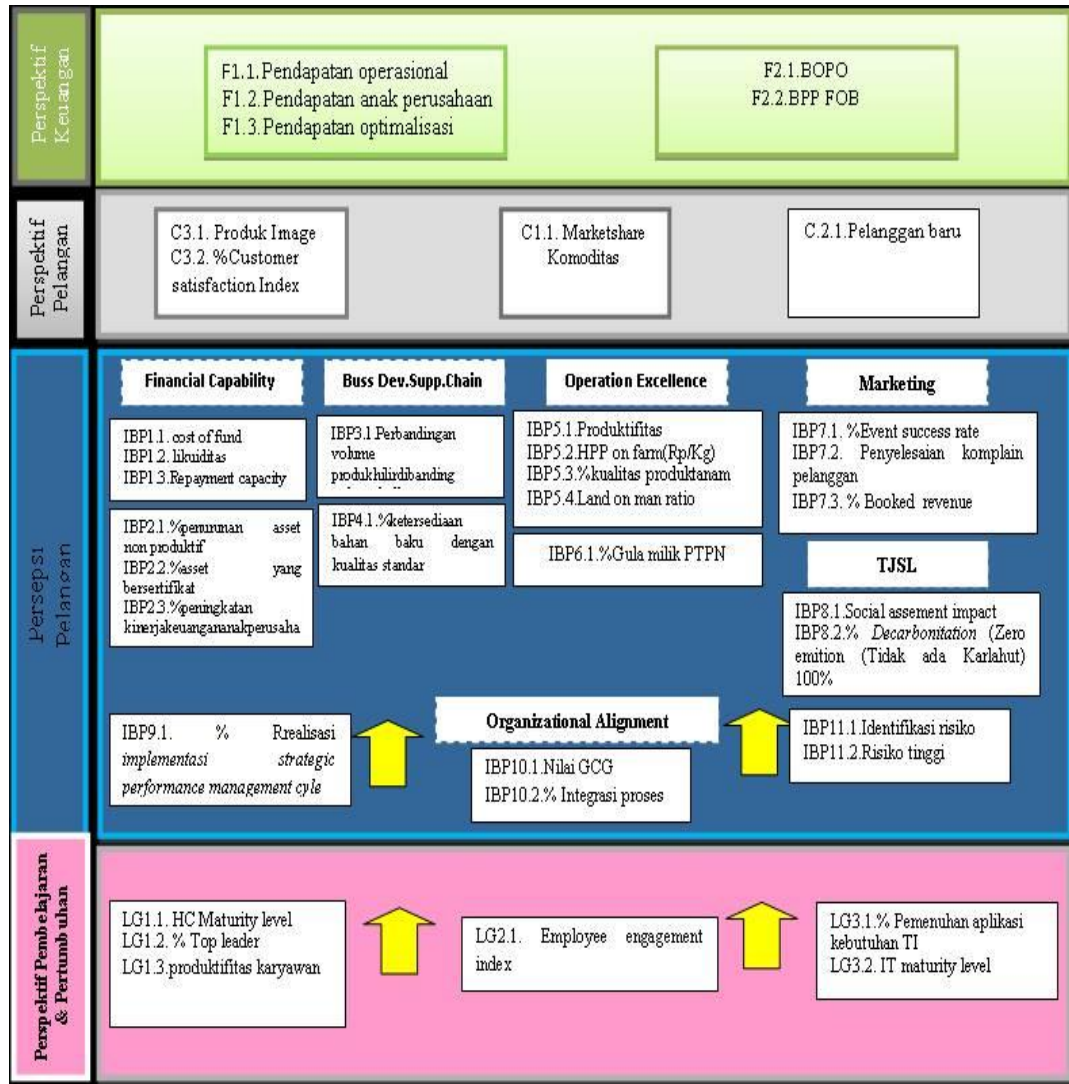 Perspektif
Keuangan
F1.1.Pendapatan operasional
F1.2.Pendapatan anak perusahaan
F1.3.Pendapatan optimalisasi
F2.1.BOPO
F2.2.BPP FOB
Perspektif
Pelangan
C3.1. Produk Image
C3.2. %Customer
satisfaction Index
C1.1. Marketshare
Komoditas
C.2.1.Pelanggan baru
Persepsi
Pelangan
Financial Capability
IBP1.1. cost of fund
IBP1.2. likuiditas
IBP1.3.Repayment capacity
IBP2.1.%penurunan asset
non produktif
IBP2.2.%asset yang
bersertifikat
IBP2.3.%peningkatan
kinerjakeuangananakperusaha
Buss Dev.Supp.Chain
IBP3.1 Perbandingan
volume
produkhilirdibanding
IBP4.1.%ketersediaan
bahan baku dengan
kualitas standar
Operation Excellence
IBP5.1.Produktifitas
IBP5.2.HPP on farm(Rp/Kg)
IBP5.3.%kualitas produktanam
IBP5.4.Land on man ratio
IBP6.1.%Gula milik PTPN
Marketing
IBP7.1. %Event success rate
IBP7.2. Penyelesaian komplain
pelanggan
IBP7.3. % Booked revenue
TJSL
IBP8.1.Social assement impact
IBP8.2.% Decarbonitation (Zero
emition (Tidak ada Karlahut)
100%
IBP9.1. % Rrealisasi
implementasi strategic
performance management cyle
Organizational Alignment
IBP10.1.Nilai GCG
IBP10.2.% Integrasi proses
IBP11.1.Identifikasi risiko
IBP11.2.Risiko tinggi
Perspektif Pembelajaran
& Pertumbuhan
LG1.1. HC Maturity level
LG1.2. % Top leader
LG1.3.produktifitas karyawan
LG2.1. Employee engagement
index
LG3.1.% Pemenuhan aplikasi
kebutuhan TI
LG3.2. IT maturity level